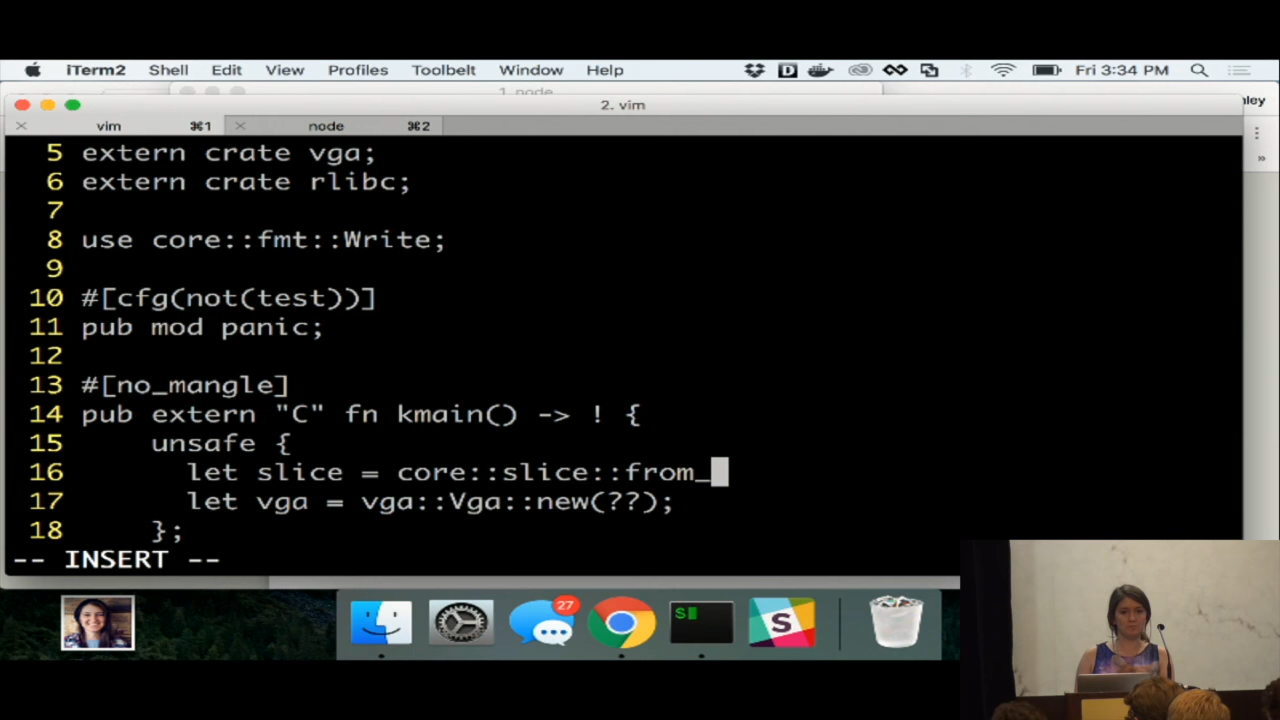 iTerm2 Shell Edit View Profiles Toolbelt Window Help Fri 3:34 PM
1. node
2. vim
ley
× vim ⌘1 × node ⌘2
5 extern crate vga;
6 extern crate rlibc;
7
8 use core::fmt::Write;
9
10 #[cfg(not(test))]
11 pub mod panic;
12
13 #[no_mangle]
14 pub extern "C" fn kmain() -> ! {
15 unsafe {
16 let slice = core::slice::from_
17 let vga = vga::Vga::new(??);
18 };
-- INSERT --
27
S